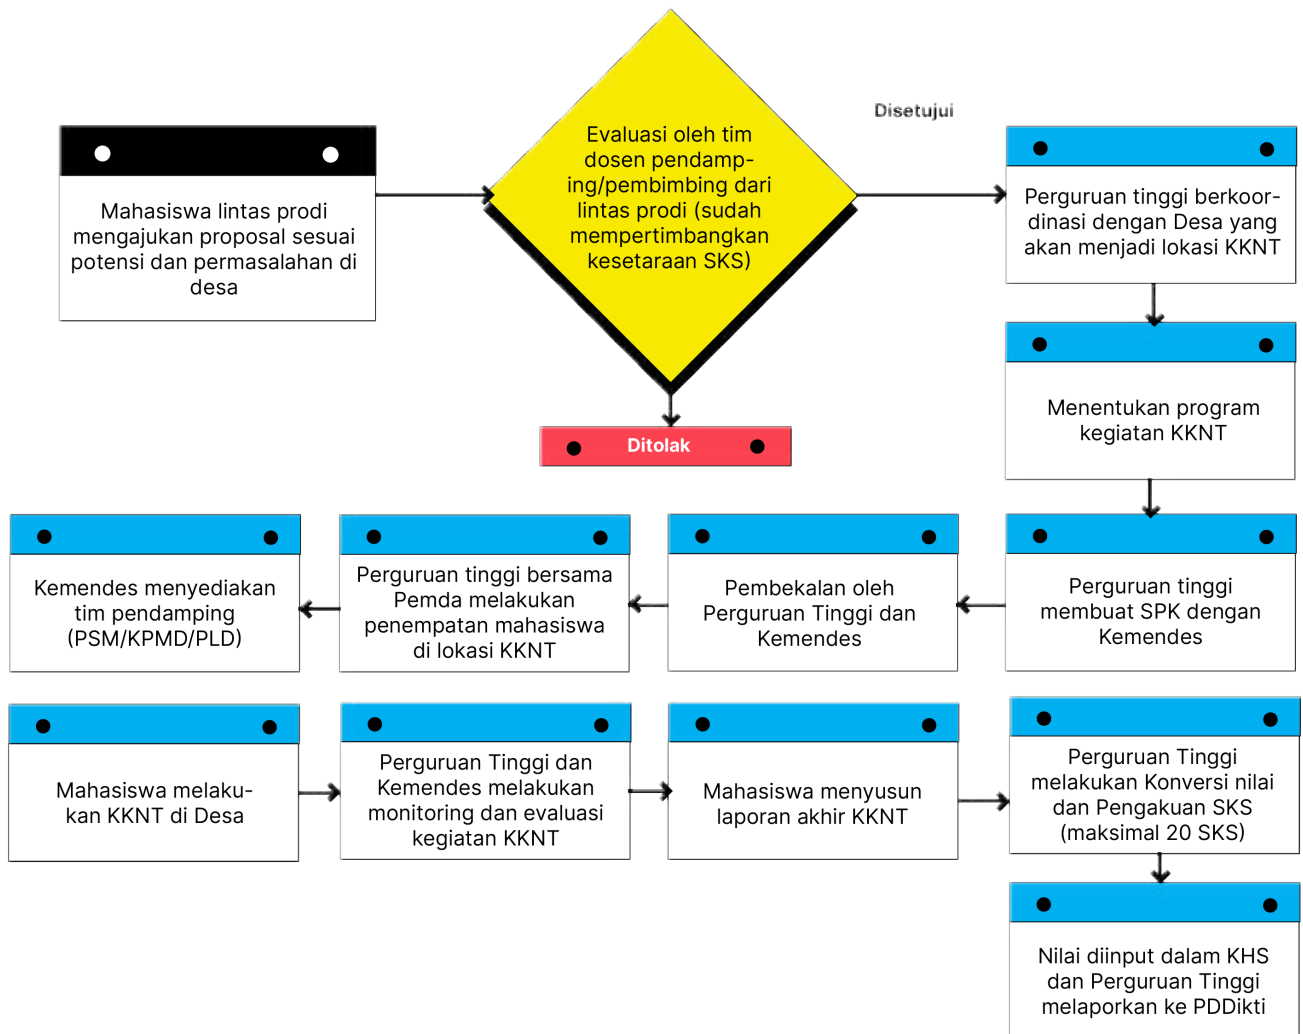 Mahasiswa lintas prodi
mengajukan proposal sesuai
potensi dan permasalahan di
desa
Evaluasi oleh tim
dosen pendamp-
ing/pembimbing dari
lintas prodi (sudah
mempertimbangkan
kesetaraan SKS)
Disetujui
Ditolak
Perguruan tinggi berkoor-
dinasi dengan Desa yang
akan menjadi lokasi KKNT
Menentukan program
kegiatan KKNT
Perguruan tinggi
membuat SPK dengan
Kemendes
Pembekalan oleh
Perguruan Tinggi dan
Kemendes
Perguruan tinggi bersama
Pemda melakukan
penempatan mahasiswa
di lokasi KKNT
Kemendes menyediakan
tim pendamping
(PSM/KPMD/PLD)
Mahasiswa melaku-
kan KKNT di Desa
Perguruan Tinggi dan
Kemendes melakukan
monitoring dan evaluasi
kegiatan KKNT
Mahasiswa menyusun
laporan akhir KKNT
Perguruan Tinggi
melakukan Konversi nilai
dan Pengakuan SKS
(maksimal 20 SKS)
Nilai diinput dalam KHS
dan Perguruan Tinggi
melaporkan ke PDDikti